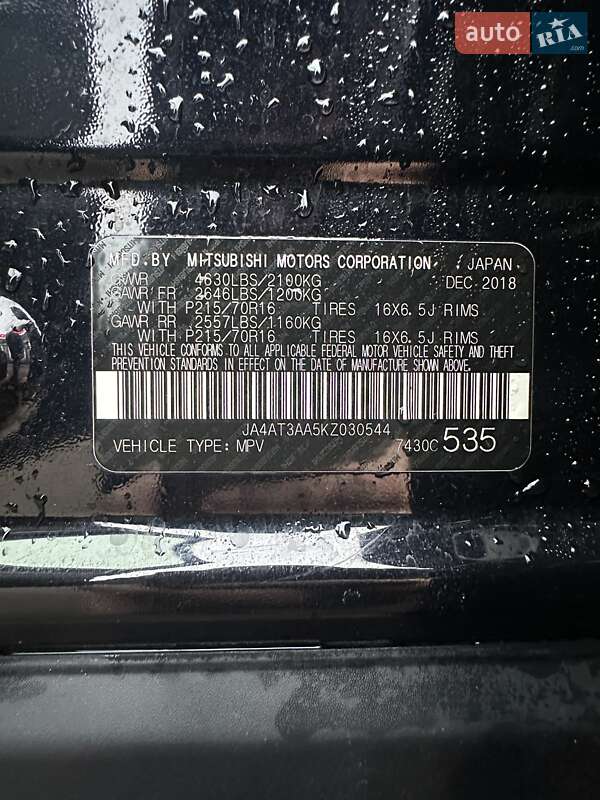 auto RIA.com
MFD.BY MITSUBISHI MOTORS CORPORATION, JAPAN
GVWR 4630LBS/2100KG DEC 2018
GAWR FR 2646LBS/1200KG
WITH P215/70R16 TIRES 16X6.5J RIMS
GAWR RR 2557LBS/1160KG
WITH P215/70R16 TIRES 16X6.5J RIMS
THIS VEHICLE CONFORMS TO ALL APPLICABLE FEDERAL MOTOR VEHICLE SAFETY AND THEFT
PREVENTION STANDARDS IN EFFECT ON THE DATE OF MANUFACTURE SHOWN ABOVE.
JA4AT3AA5KZ030544
VEHICLE TYPE: MPV 7430C 535